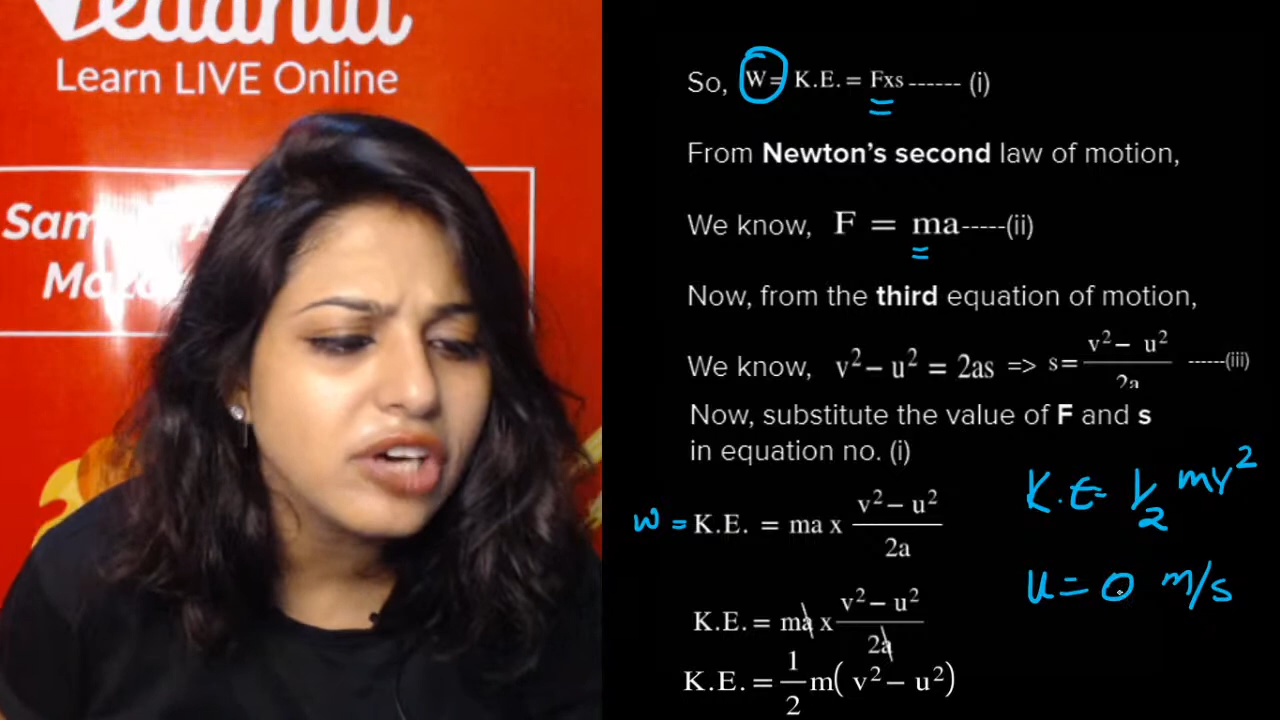 Vedantu
Learn LIVE Online
So, W = K.E. = Fxs ------ (i)
From Newton's second law of motion,
We know, F = ma-----(ii)
Now, from the third equation of motion,
We know, v² – u² = 2as => s = (v² – u²)/2a ------(iii)
Now, substitute the value of F and s
in equation no. (i)
K.E = 1/2 mv²
W = K.E. = ma x (v² – u²)/2a
u = 0 m/s
K.E. = ma x (v² – u²)/2a
K.E. = 1/2 m( v² – u²)